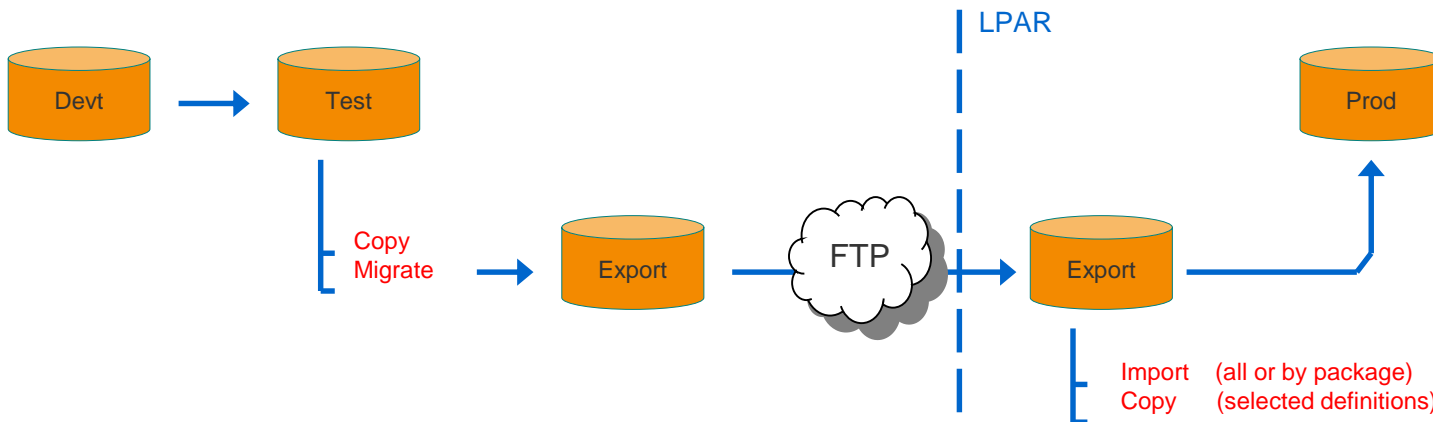 LPAR
Devt
Test
Prod
Copy
Migrate
Export
FTP
Export
Import (all or by package)
Copy (selected definitions)